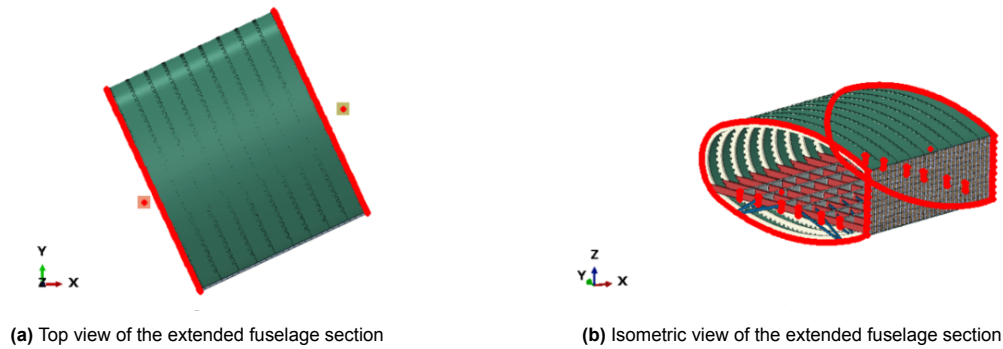 Y
Z X
Z
Y X
(a) Top view of the extended fuselage section
(b) Isometric view of the extended fuselage section